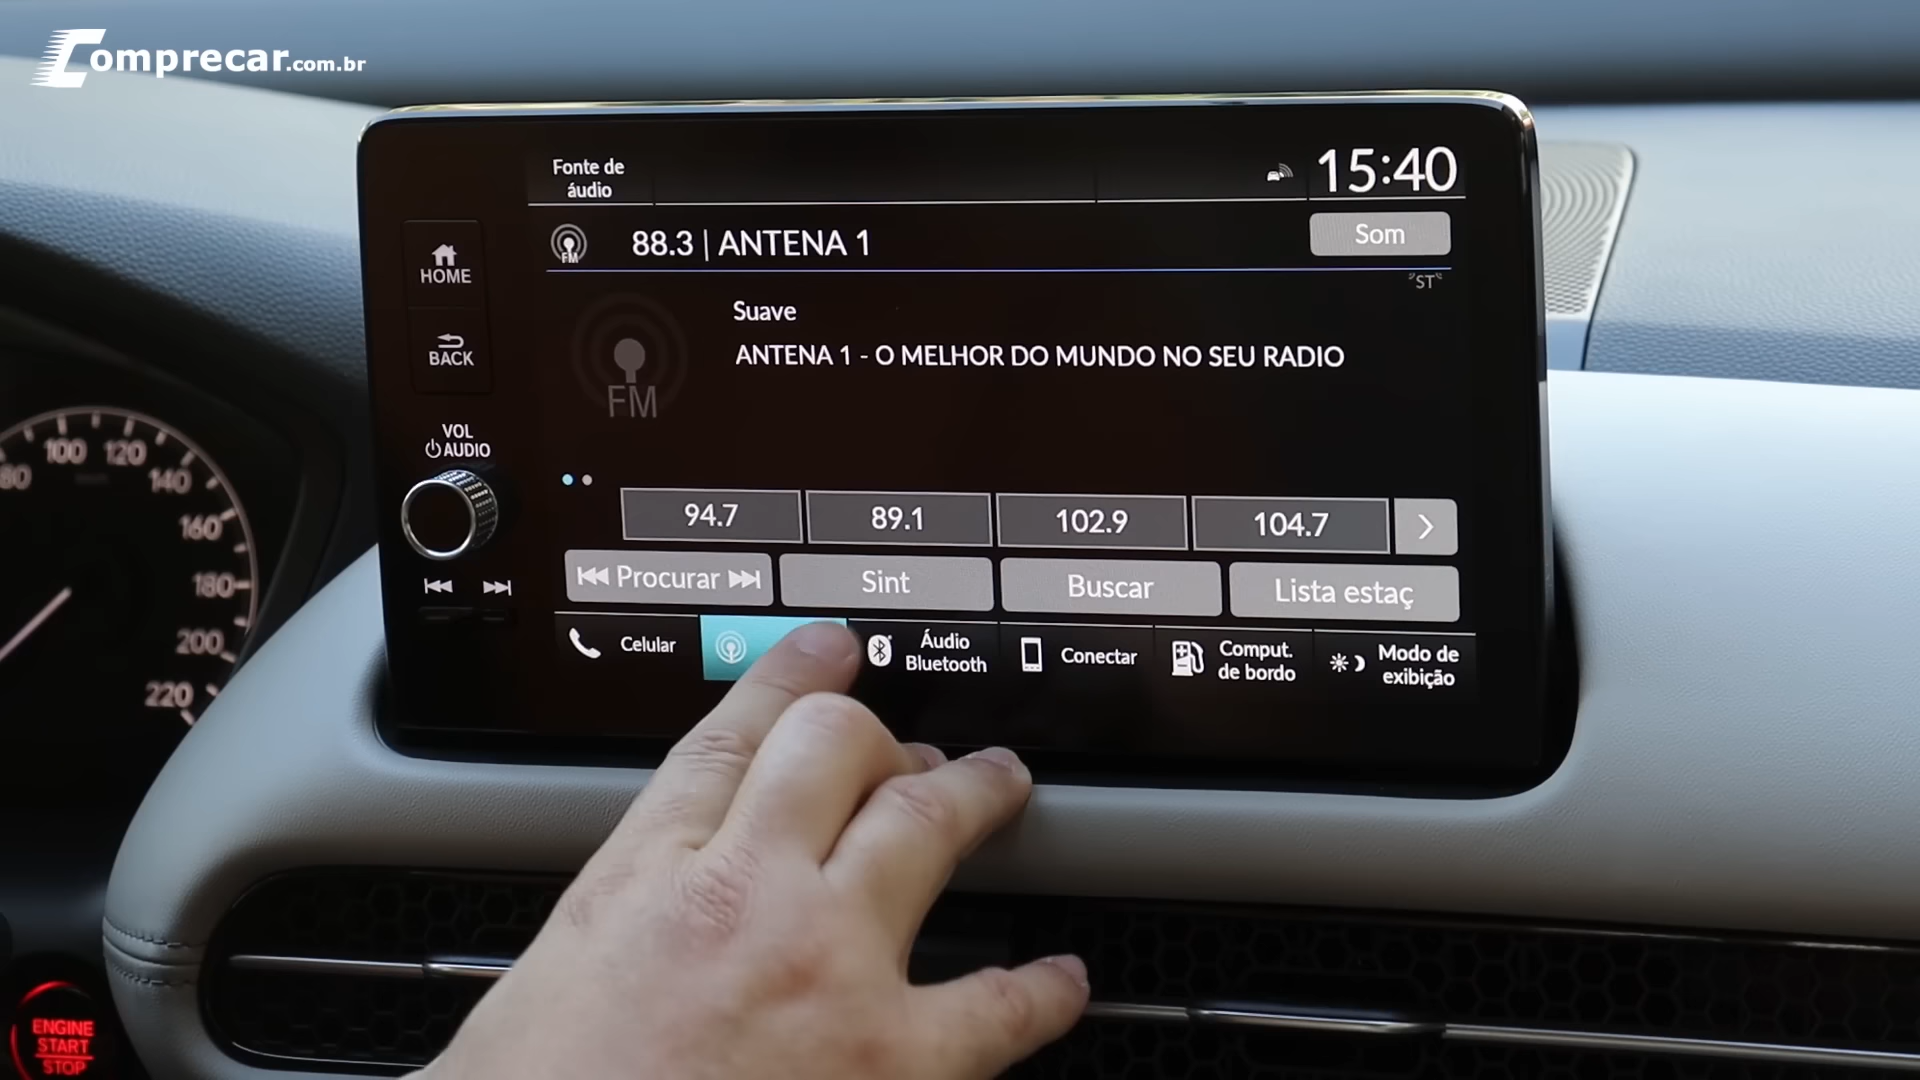 Comprecar.com.br
Fonte de
áudio
15:40
88.3 | ANTENA 1
Som
FM
HOME
"ST"
Suave
BACK
ANTENA 1 - O MELHOR DO MUNDO NO SEU RADIO
FM
VOL
AUDIO
94.7
89.1
102.9
104.7
Procurar
Sint
Buscar
Lista estaç
Celular
Áudio
Bluetooth
Conectar
Comput.
de bordo
Modo de
exibição
80
100
120
140
160
180
200
220
ENGINE
START
STOP